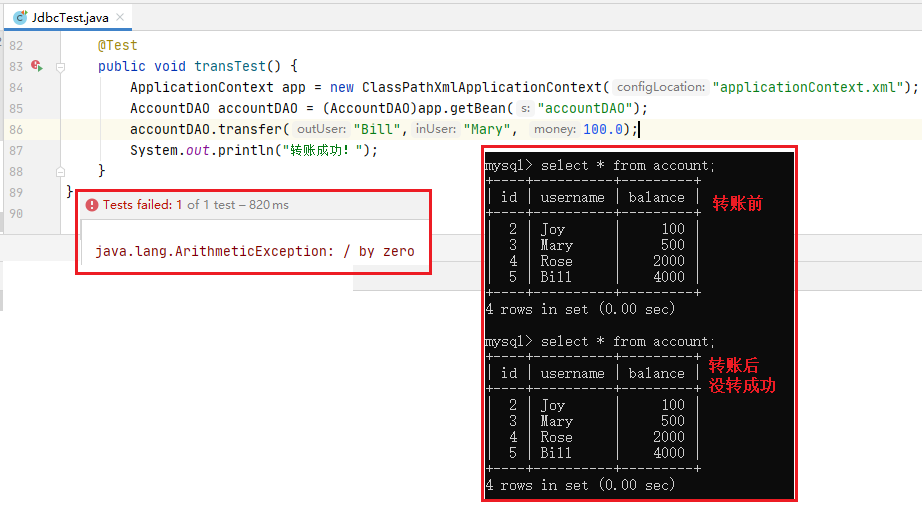 JdbcTest.java ×
82 @Test
83 public void transTest() {
84 ApplicationContext app = new ClassPathXmlApplicationContext( configLocation: "applicationContext.xml");
85 AccountDAO accountDAO = (AccountDAO)app.getBean( s: "accountDAO");
86 accountDAO.transfer( outUser: "Bill", inUser: "Mary", money: 100.0);
87 System.out.println("转账成功！");
88 }
89 }
90
Tests failed: 1 of 1 test – 820 ms
java.lang.ArithmeticException: / by zero
mysql> select * from account;
+----+----------+---------+
| id | username | balance |
+----+----------+---------+
| 2 | Joy | 100 |
| 3 | Mary | 500 |
| 4 | Rose | 2000 |
| 5 | Bill | 4000 |
+----+----------+---------+
4 rows in set (0.00 sec)
转账前
mysql> select * from account;
+----+----------+---------+
| id | username | balance |
+----+----------+---------+
| 2 | Joy | 100 |
| 3 | Mary | 500 |
| 4 | Rose | 2000 |
| 5 | Bill | 4000 |
+----+----------+---------+
4 rows in set (0.00 sec)
转账后
没转成功